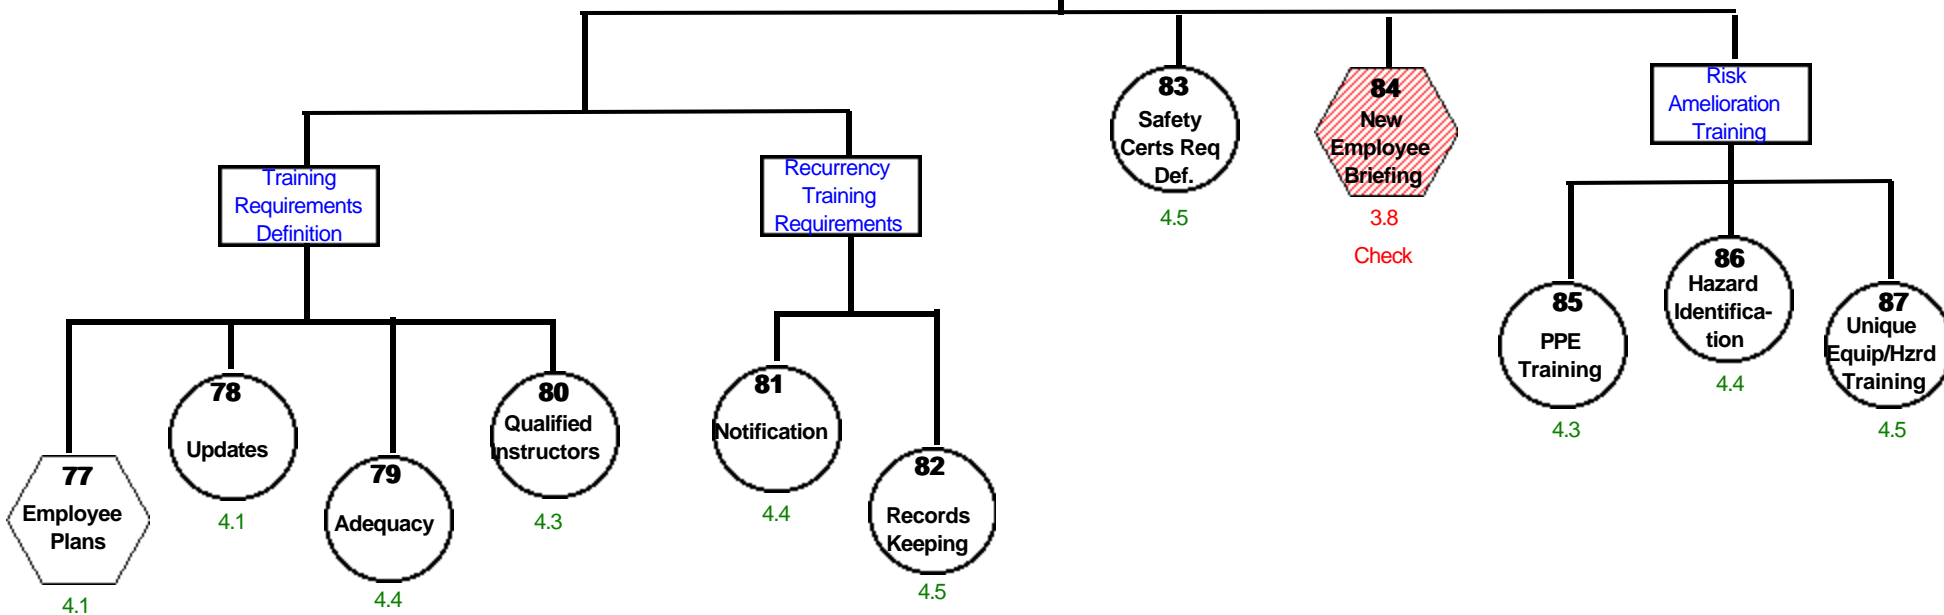 Training
Requirements
Definition
Recurrency
Training
Requirements
83
Safety
Certs Req
Def.
4.5
84
New
Employee
Briefing
3.8
Check
Risk
Amelioration
Training
77
Employee
Plans
4.1
78
Updates
4.1
79
Adequacy
4.4
80
Qualified
Instructors
4.3
81
Notification
4.4
82
Records
Keeping
4.5
85
PPE
Training
4.3
86
Hazard
Identifica-
tion
4.4
87
Unique
Equip/Hzrd
Training
4.5